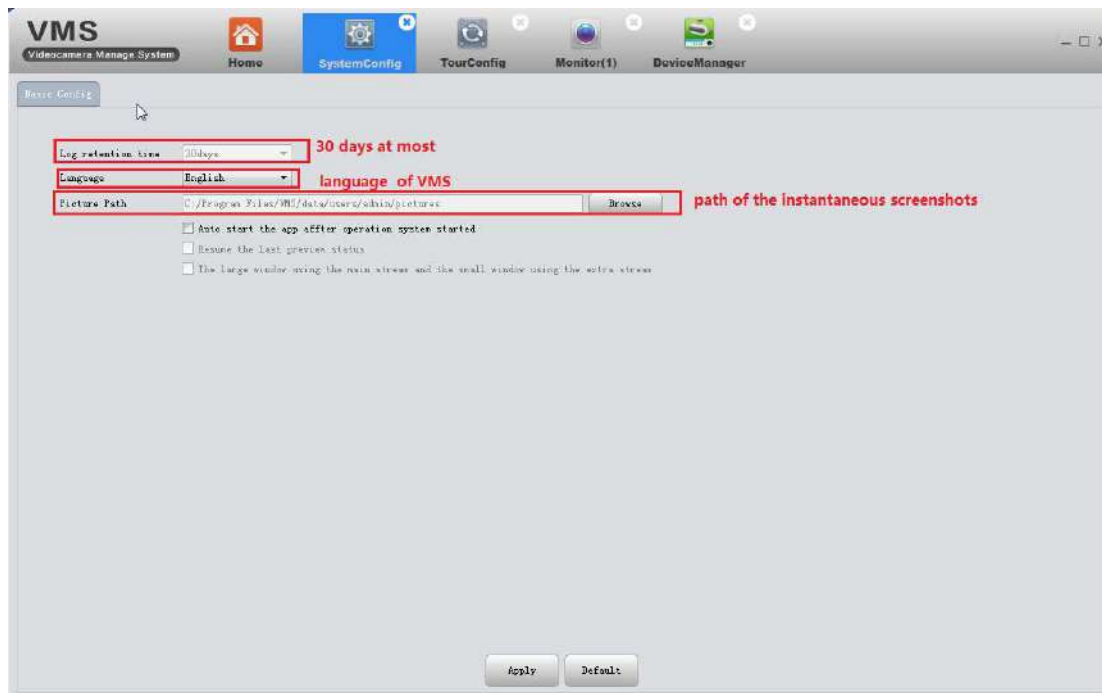 VMS
Videocamera Manage System
Home
SystemConfig
TourConfig
Monitor(1)
DeviceManager
Basic Config
Log retention time 30days 30 days at most
Language English language of VMS
Picture Path C:/Program Files/VMS/data/users/admin/pictures Browse path of the instantaneous screenshots
Auto start the app affter operation system started
Resume the last preview status
The large window using the main stream and the small window using the extra stream
Apply Default